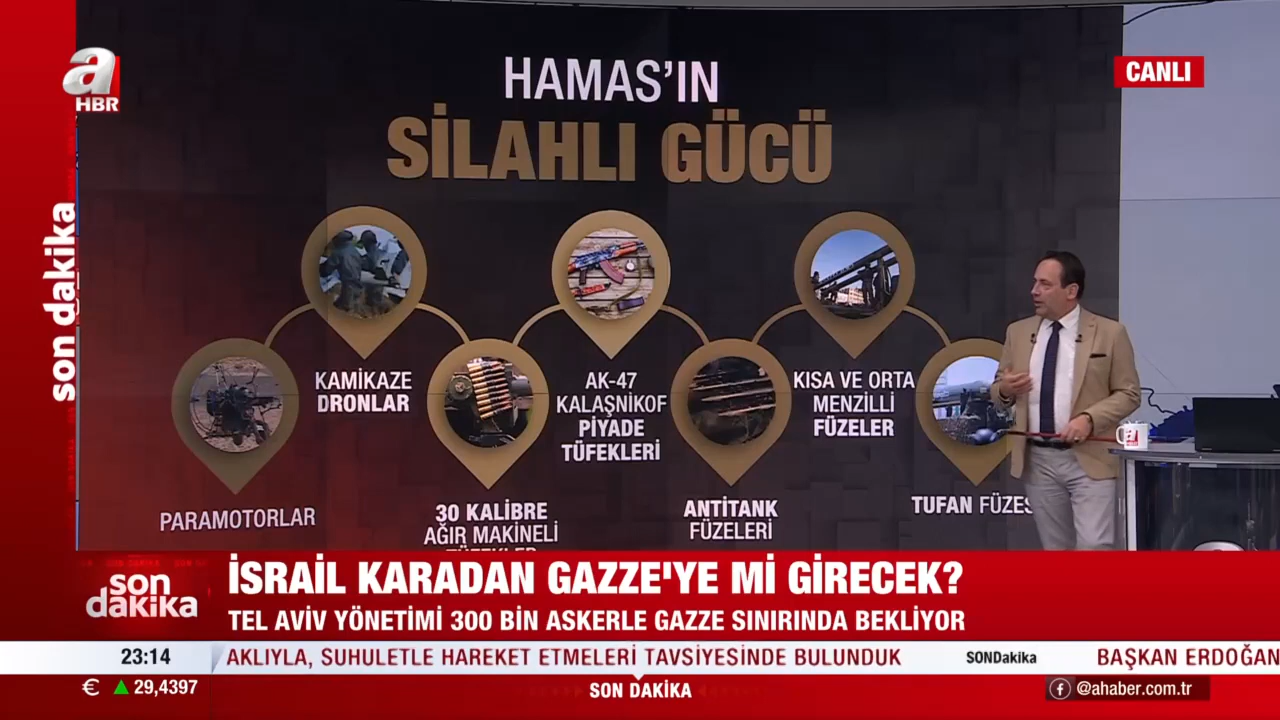 a
HBR
CANLI
HAMAS'IN
SİLAHLI GÜCÜ
son dakika
KAMİKAZE
DRONLAR
AK-47
KALAŞNİKOF
PİYADE
TÜFEKLERİ
KISA VE ORTA
MENZİLLİ
FÜZELER
PARAMOTORLAR
30 KALİBRE
AĞIR MAKİNELİ
TÜFEKLER
ANTİTANK
FÜZELERİ
TUFAN FÜZES
son
dakika
İSRAİL KARADAN GAZZE'YE Mİ GİRECEK?
TEL AVİV YÖNETİMİ 300 BİN ASKERLE GAZZE SINIRINDA BEKLİYOR
23:14
AKLIYLA, SUHULETLE HAREKET ETMELERİ TAVSİYESİNDE BULUNDUK SONDakika BAŞKAN ERDOĞAN
€ ▲ 29,4397
SON DAKİKA
@ahaber.com.tr